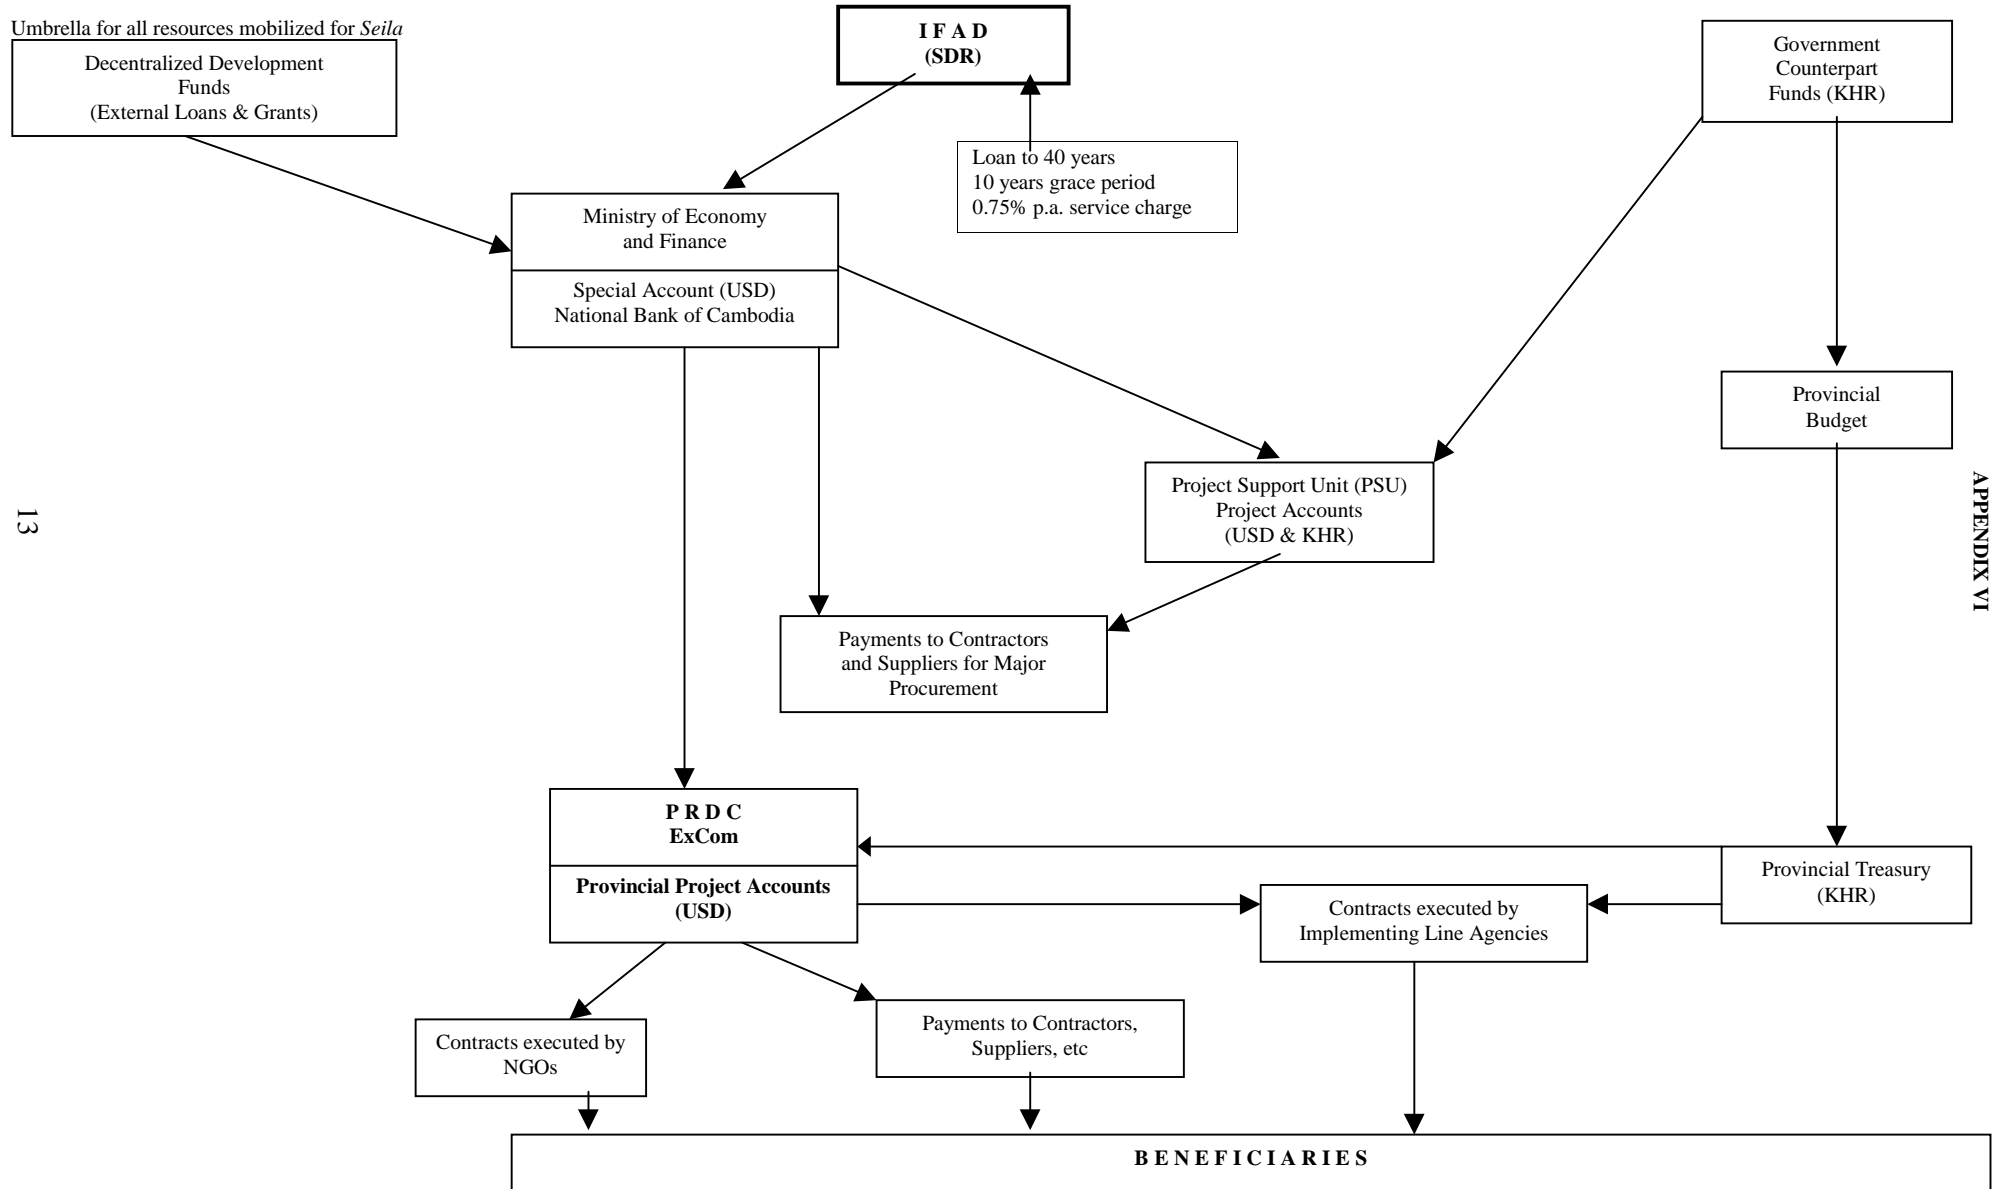 Umbrella for all resources mobilized for Seila
Decentralized Development
Funds
(External Loans & Grants)
I F A D
(SDR)
Government
Counterpart
Funds (KHR)
Loan to 40 years
10 years grace period
0.75% p.a. service charge
Ministry of Economy
and Finance
Special Account (USD)
National Bank of Cambodia
Provincial
Budget
Project Support Unit (PSU)
Project Accounts
(USD & KHR)
APPENDIX VI
13
Payments to Contractors
and Suppliers for Major
Procurement
P R D C
ExCom
Provincial Project Accounts
(USD)
Provincial Treasury
(KHR)
Contracts executed by
Implementing Line Agencies
Contracts executed by
NGOs
Payments to Contractors,
Suppliers, etc
B E N E F I C I A R I E S